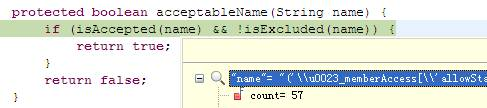 protected boolean acceptableName(String name) {
if (isAccepted(name) && !isExcluded(name)) {
return true;
}
return false;
}
"name"= "('\\u0023_memberAccess[\\'allowSta
count= 57